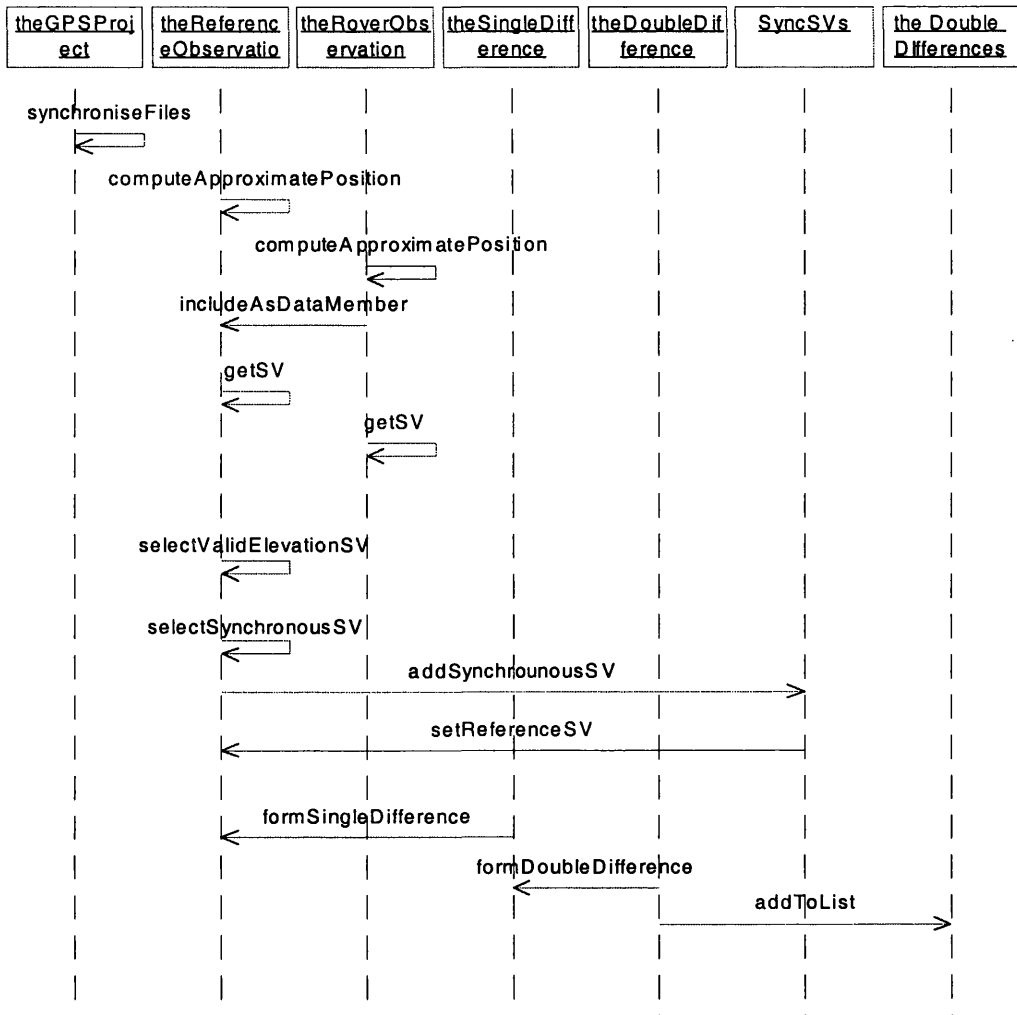 theGPSProj
ect
theReferenc
eObservatio
theRoverObs
ervation
theSingleDiff
erence
theDoubleDif
ference
SyncSVs
the Double
Differences
synchroniseFiles
computeApproximatePosition
computeApproximatePosition
includeAsDataMember
getSV
getSV
selectValidElevationSV
selectSynchronousSV
addSynchrounousSV
setReferenceSV
formSingleDifference
formDoubleDifference
addToList